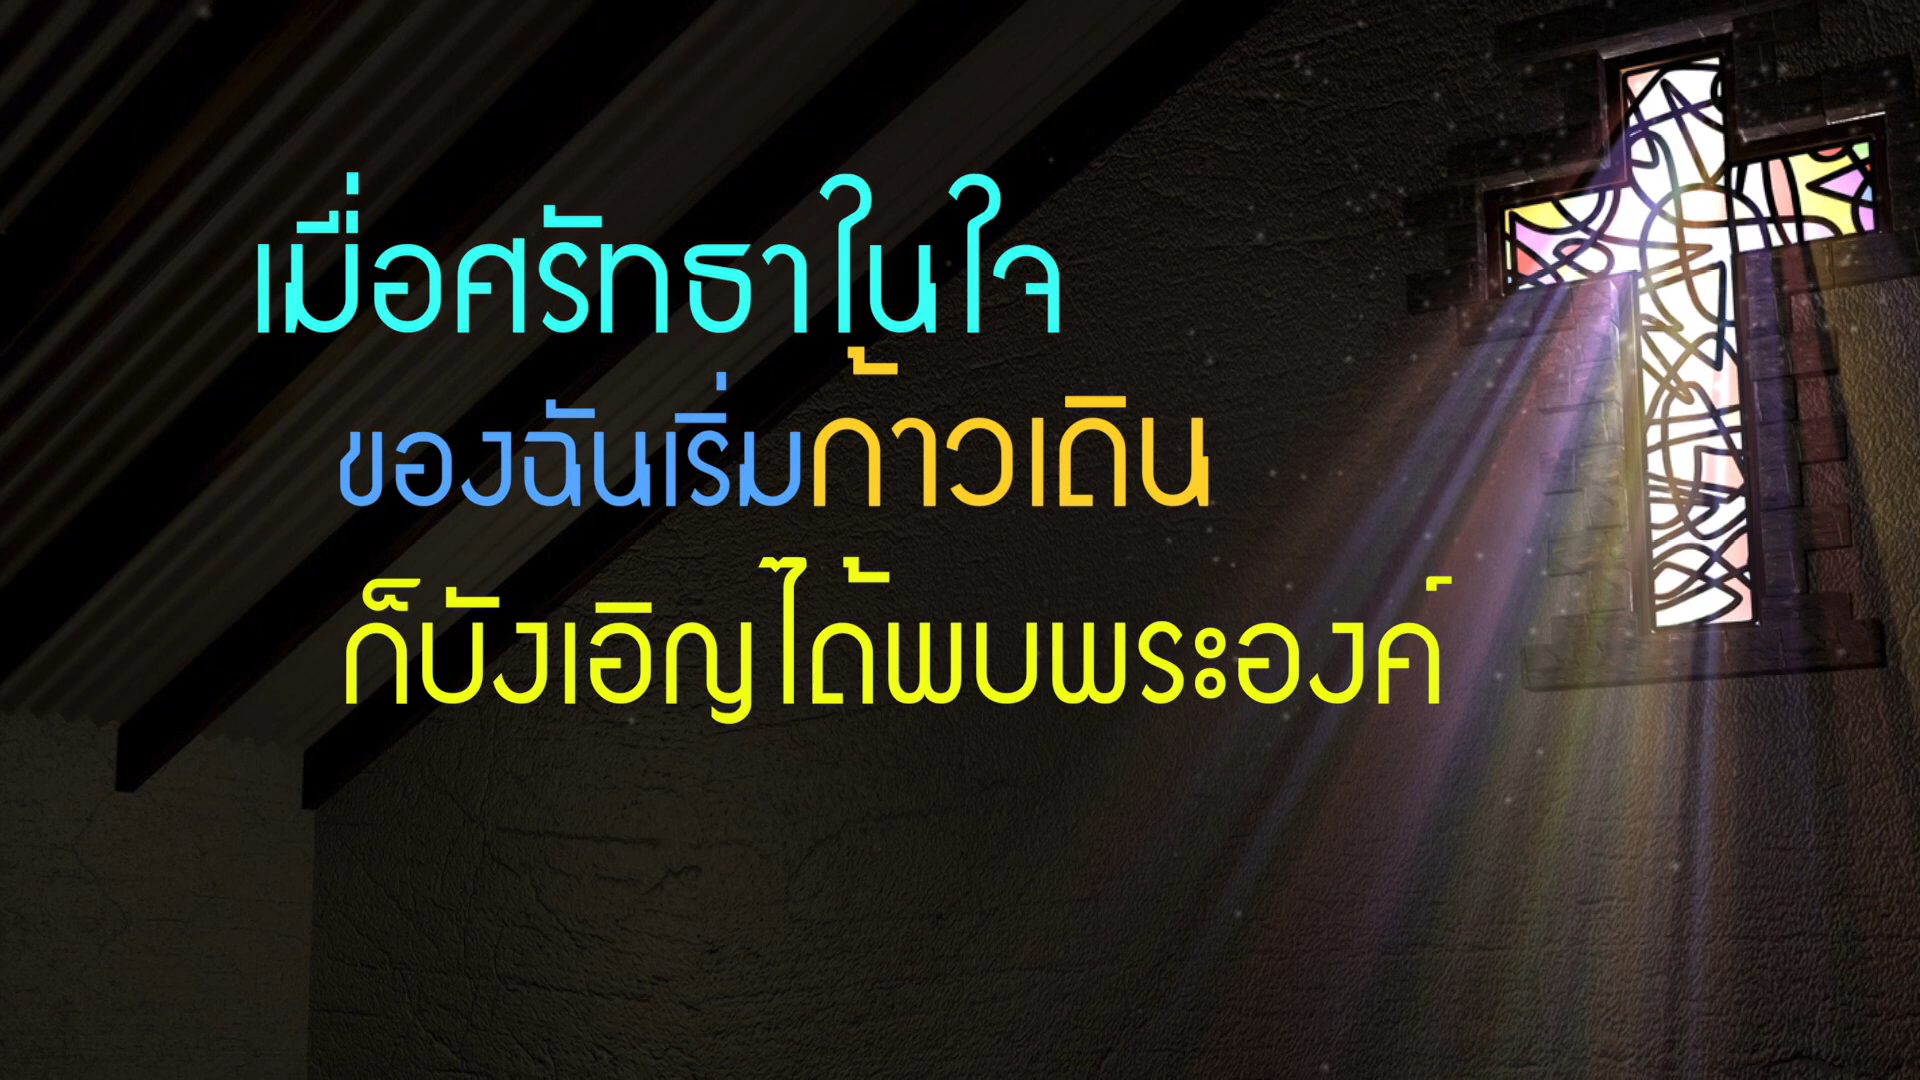 เมื่อศรัทธาในใจ
ของฉันเริ่มก้าวเดิน
ก็บังเอิญได้พบพระองค์